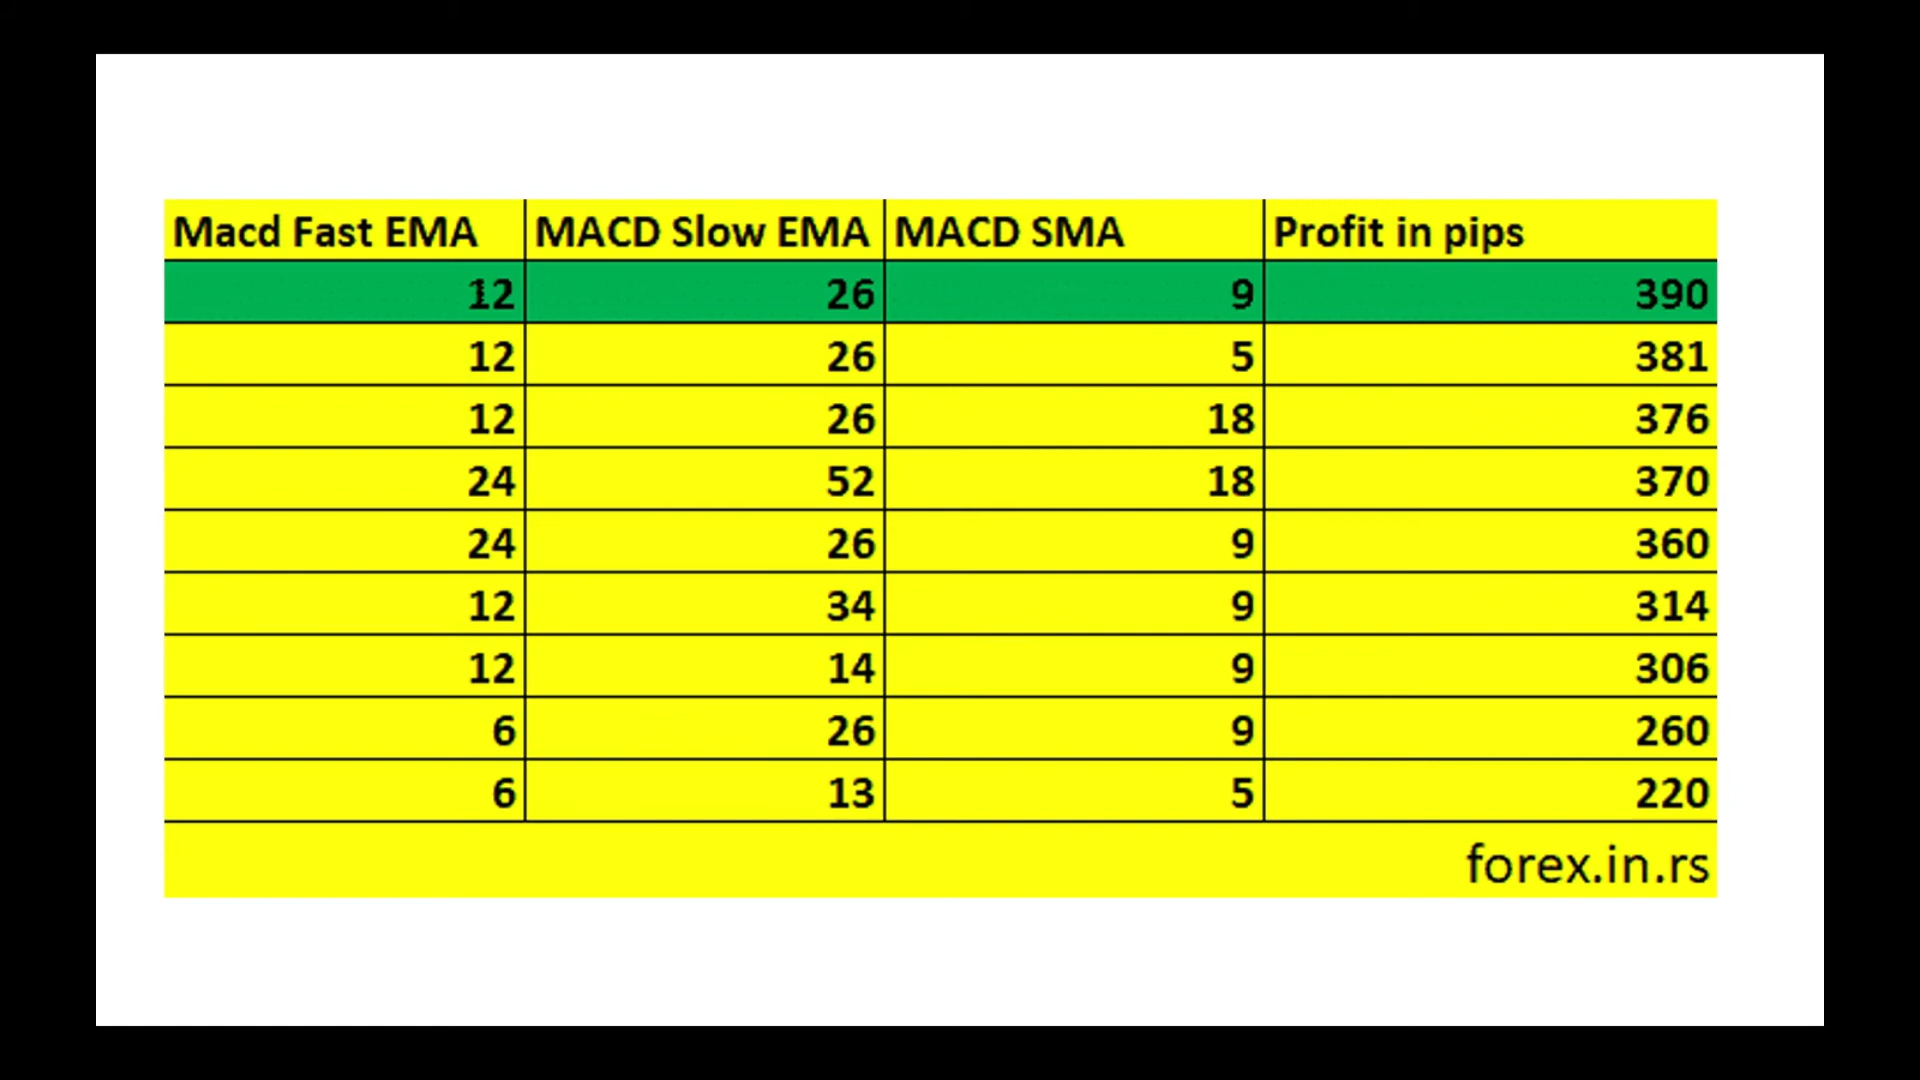 Macd Fast EMA MACD Slow EMA MACD SMA Profit in pips
12 26 9 390
12 26 5 381
12 26 18 376
24 52 18 370
24 26 9 360
12 34 9 314
12 14 9 306
6 26 9 260
6 13 5 220
forex.in.rs